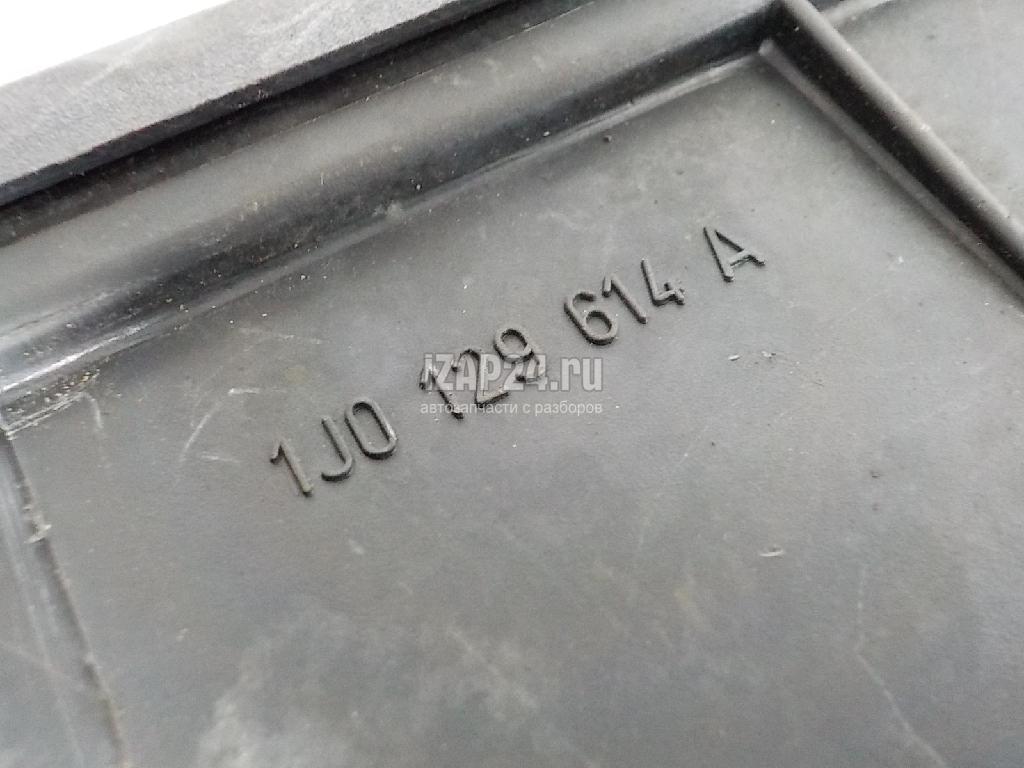 1J0 129 614 A
iZAP24.ru
автозапчасти с разборов